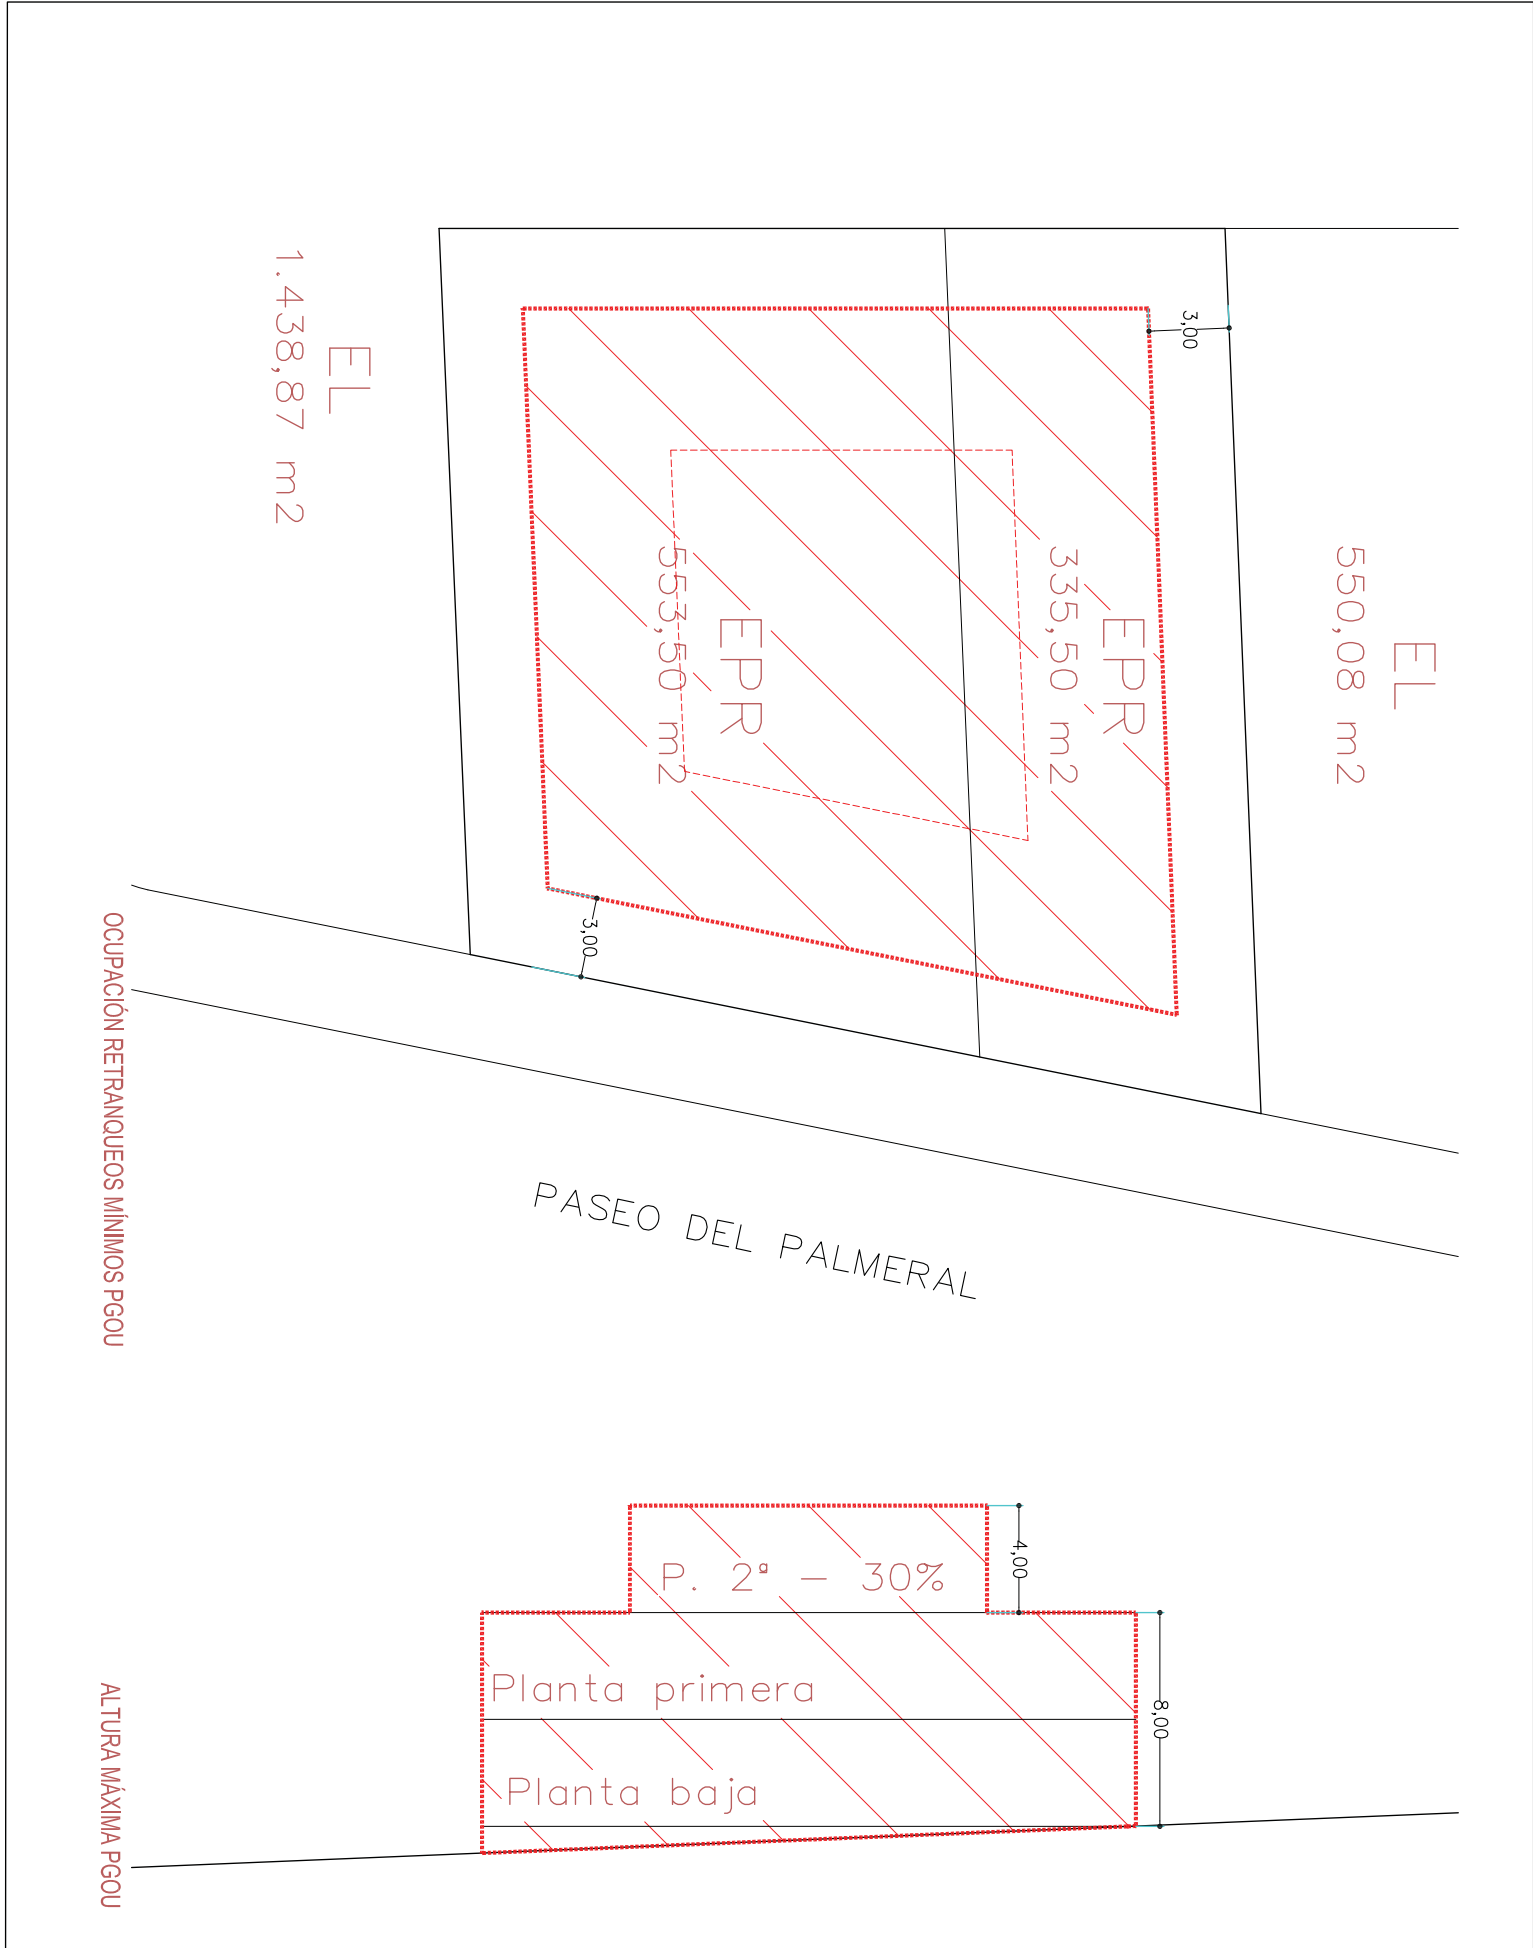 EL
1.438,87 m2
EPR
553,50 m2
EPR
335,50 m2
EL
550,08 m2
3,00
3,00
PASEO DEL PALMERAL
OCUPACIÓN RETRANQUEOS MÍNIMOS PGOU
4,00
P. 2ª - 30%
8,00
Planta primera
Planta baja
ALTURA MÁXIMA PGOU